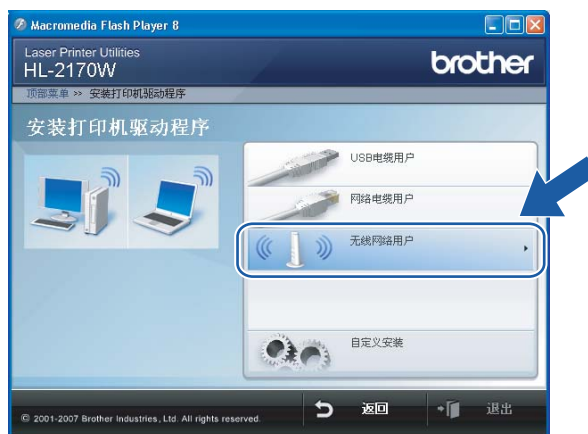 Macromedia Flash Player 8
Laser Printer Utilities
HL-2170W
brother
顶部菜单 >> 安装打印机驱动程序
安装打印机驱动程序
USB电缆用户
网络电缆用户
无线网络用户
自定义安装
© 2001-2007 Brother Industries, Ltd. All rights reserved.
返回
退出